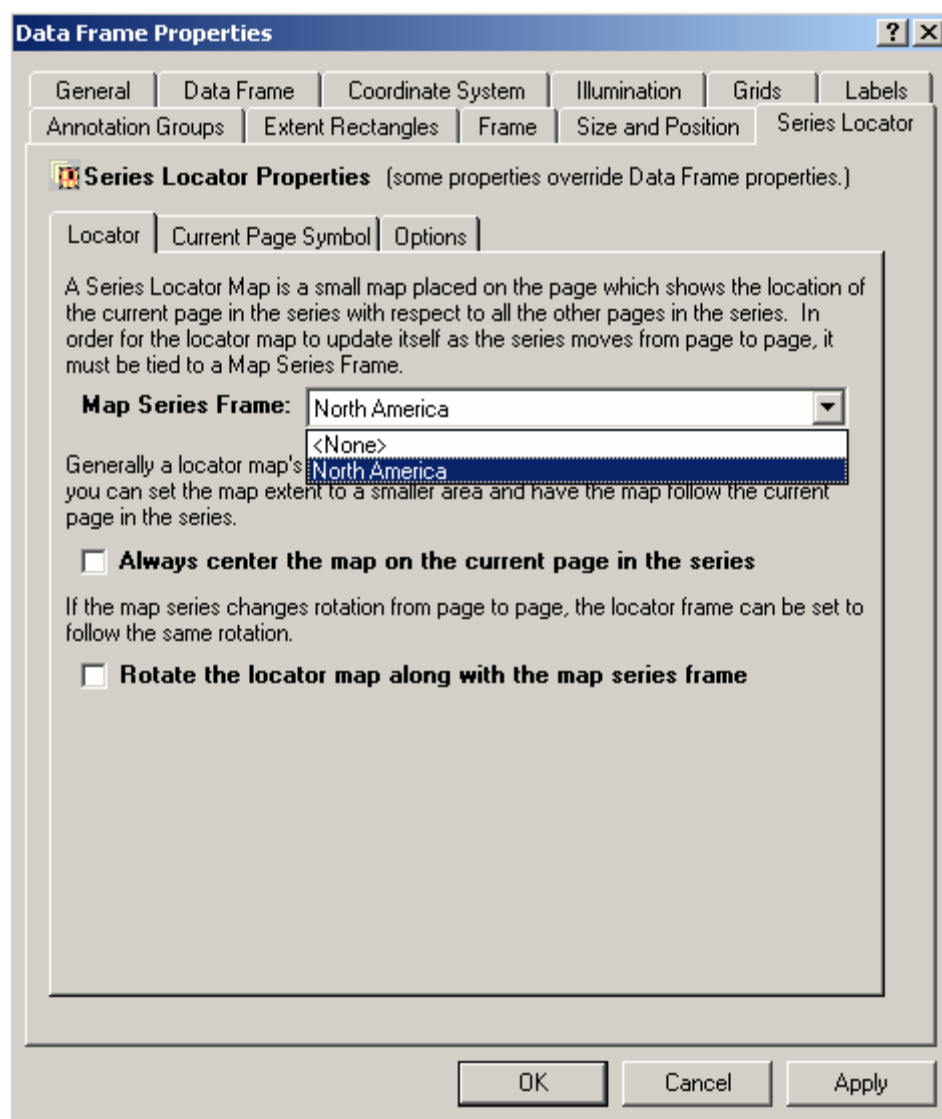 Data Frame Properties
General Data Frame Coordinate System Illumination Grids Labels
Annotation Groups Extent Rectangles Frame Size and Position Series Locator
Series Locator Properties (some properties override Data Frame properties.)
Locator Current Page Symbol Options
A Series Locator Map is a small map placed on the page which shows the location of
the current page in the series with respect to all the other pages in the series. In
order for the locator map to update itself as the series moves from page to page, it
must be tied to a Map Series Frame.
Map Series Frame: North America
<None>
Generally a locator map's North America
you can set the map extent to a smaller area and have the map follow the current
page in the series.
Always center the map on the current page in the series
If the map series changes rotation from page to page, the locator frame can be set to
follow the same rotation.
Rotate the locator map along with the map series frame
OK Cancel Apply